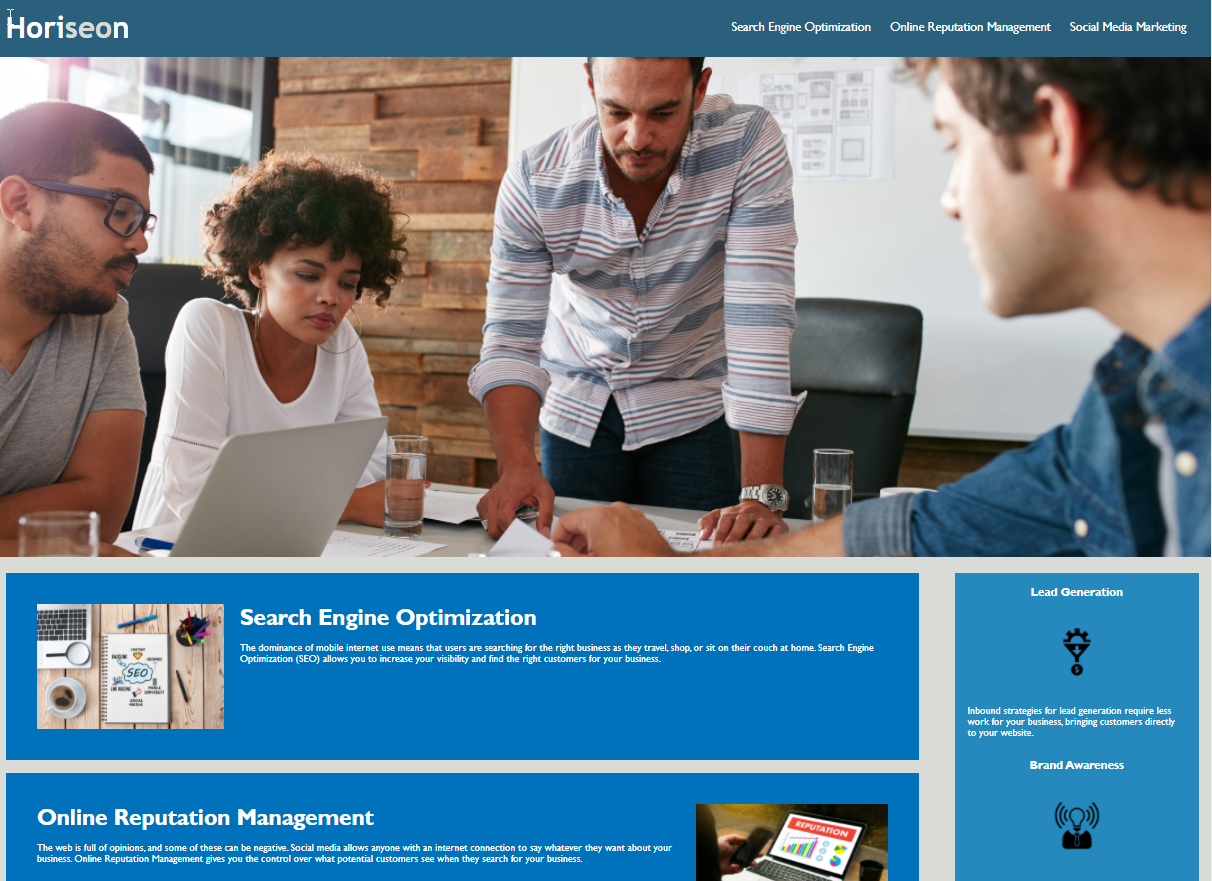 Horiseon
Search Engine Optimization
Online Reputation Management
Social Media Marketing
Search Engine Optimization
The dominance of mobile internet use means that users are searching for the right business as they travel, shop, or sit on their couch at home. Search Engine
Optimization (SEO) allows you to increase your visibility and find the right customers for your business.
CONTENT
SEO
LINK BUILDING
SOCIAL
MEDIA
Online Reputation Management
The web is full of opinions, and some of these can be negative. Social media allows anyone with an internet connection to say whatever they want about your
business. Online Reputation Management gives you the control over what potential customers see when they search for your business.
REPUTATION
Lead Generation
$
Inbound strategies for lead generation require less
work for your business, bringing customers directly
to your website.
Brand Awareness